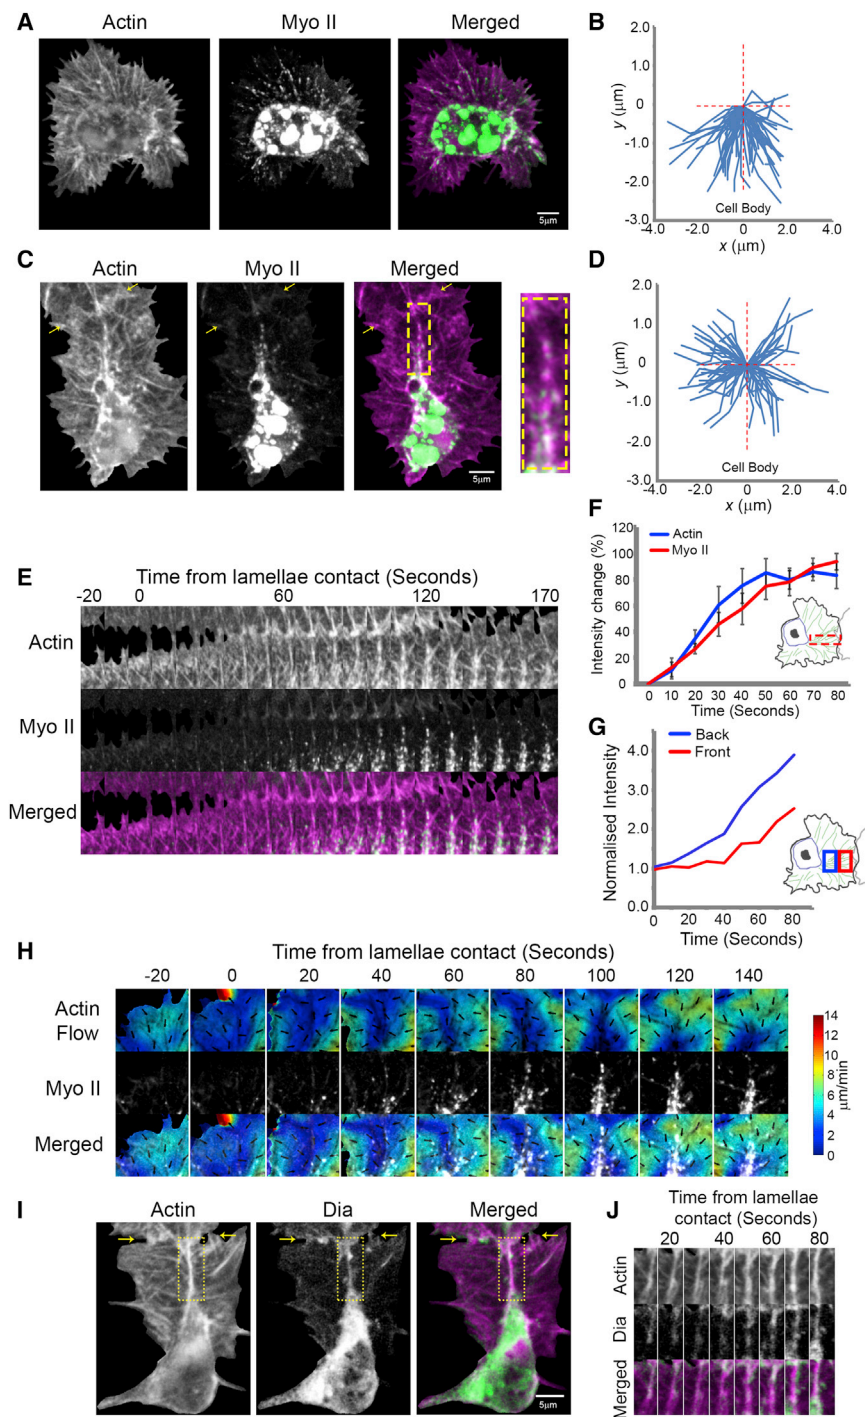 A Actin Myo II Merged
5μm
B
2.0
1.0
0
-1.0
-2.0
-3.0
y (μm)
Cell Body
-4.0 -2.0 0 2.0 4.0
x (μm)
C Actin Myo II Merged
5μm
D
2.0
1.0
0
-1.0
-2.0
-3.0
y (μm)
Cell Body
-4.0 -2.0 0 2.0 4.0
x (μm)
E
Time from lamellae contact (Seconds)
-20 0 60 120 170
Actin
Myo II
Merged
F
120
100
80
60
40
20
0
Intensity change (%)
Actin
Myo II
0 10 20 30 40 50 60 70 80
Time (Seconds)
G
4.0
3.0
2.0
1.0
0.0
Normalised Intensity
Back
Front
0 20 40 60 80
Time (Seconds)
H
Time from lamellae contact (Seconds)
-20 0 20 40 60 80 100 120 140
Actin
Flow
Myo II
Merged
14
12
10
8
6
4
2
0
μm/min
I Actin Dia Merged
5μm
J
Time from lamellae
contact (Seconds)
20 40 60 80
Actin
Dia
Merged